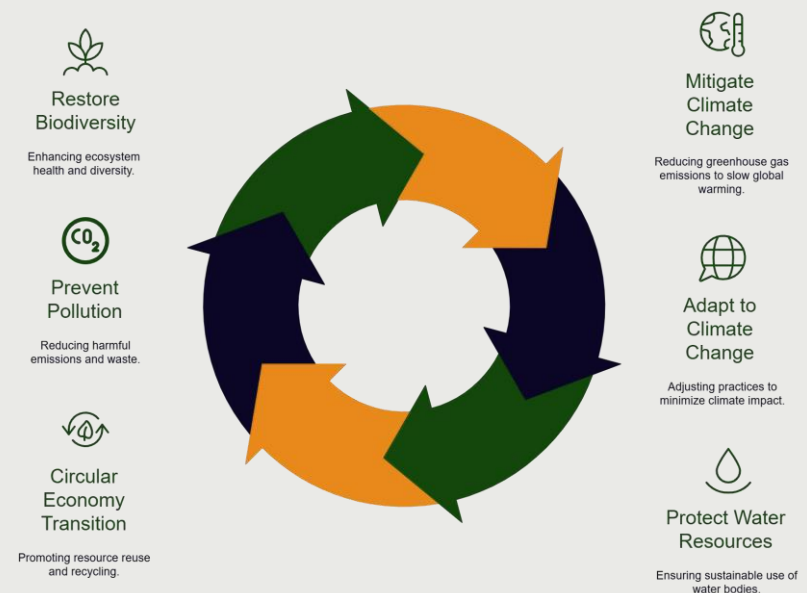 Restore
Biodiversity
Enhancing ecosystem
health and diversity.
CO2
Prevent
Pollution
Reducing harmful
emissions and waste.
Circular
Economy
Transition
Promoting resource reuse
and recycling.
Mitigate
Climate
Change
Reducing greenhouse gas
emissions to slow global
warming.
Adapt to
Climate
Change
Adjusting practices to
minimize climate impact.
Protect Water
Resources
Ensuring sustainable use of
water bodies.